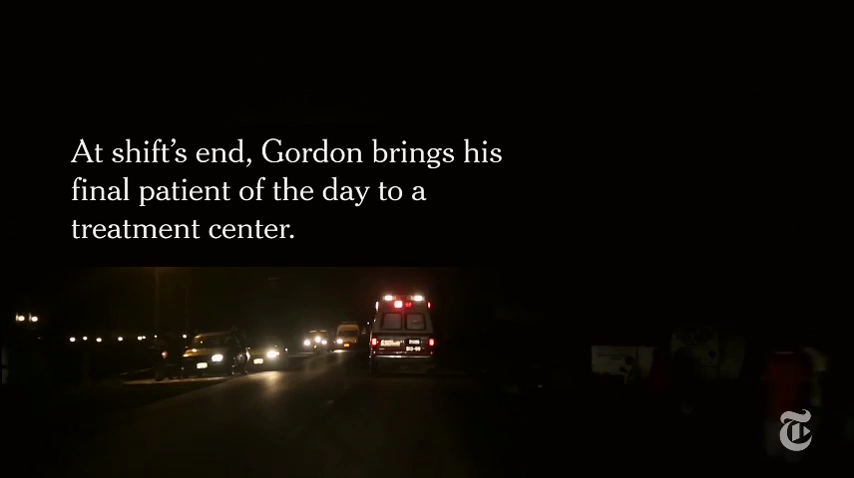 At shift’s end, Gordon brings his
final patient of the day to a
treatment center.